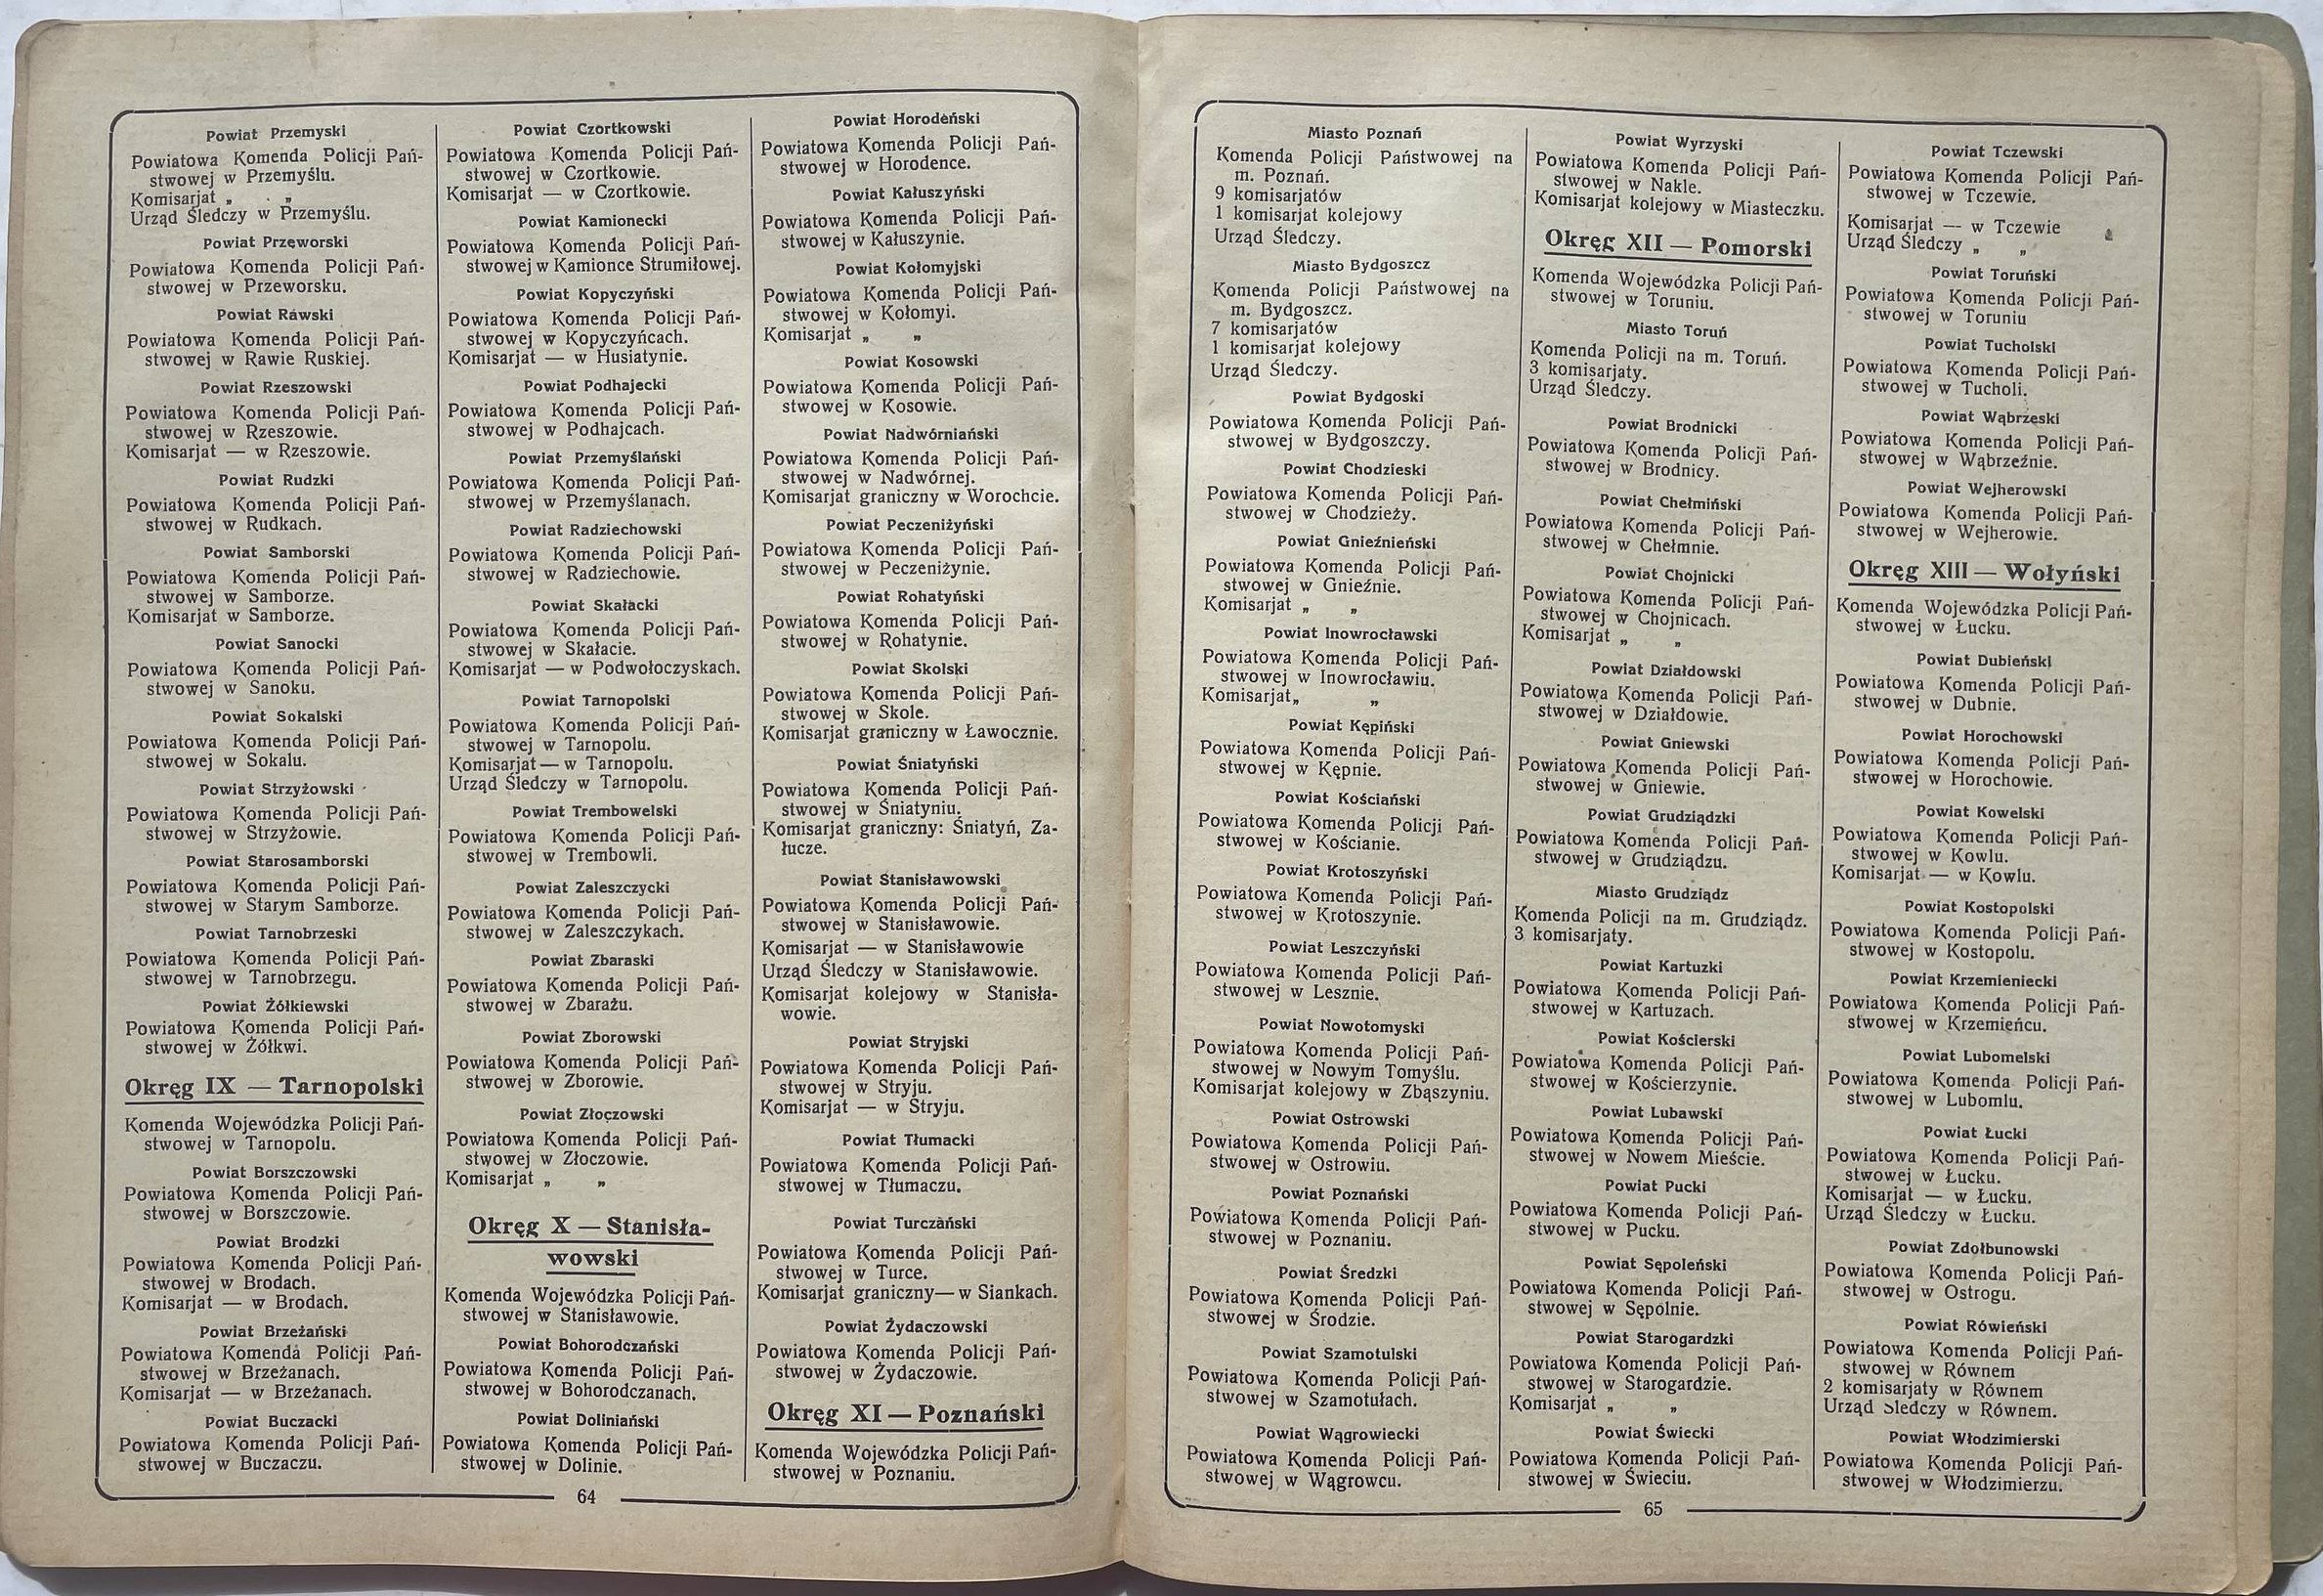 Powiat Przemyski
Powiatowa Komenda Policji Pań-
stwowej w Przemyślu.
Komisarjat „ „
Urząd Śledczy w Przemyślu.
Powiat Przeworski
Powiatowa Komenda Policji Pań-
stwowej w Przeworsku.
Powiat Rawski
Powiatowa Komenda Policji Pań-
stwowej w Rawie Ruskiej.
Powiat Rzeszowski
Powiatowa Komenda Policji Pań-
stwowej w Rzeszowie.
Komisarjat — w Rzeszowie.
Powiat Rudzki
Powiatowa Komenda Policji Pań-
stwowej w Rudkach.
Powiat Samborski
Powiatowa Komenda Policji Pań-
stwowej w Samborze.
Komisarjat w Samborze.
Powiat Sanocki
Powiatowa Komenda Policji Pań-
stwowej w Sanoku.
Powiat Sokalski
Powiatowa Komenda Policji Pań-
stwowej w Sokalu.
Powiat Strzyżowski
Powiatowa Komenda Policji Pań-
stwowej w Strzyżowie.
Powiat Starosamborski
Powiatowa Komenda Policji Pań-
stwowej w Starym Samborze.
Powiat Tarnobrzeski
Powiatowa Komenda Policji Pań-
stwowej w Tarnobrzegu.
Powiat Żółkiewski
Powiatowa Komenda Policji Pań-
stwowej w Żółkwi.
Okręg IX — Tarnopolski
Komenda Wojewódzka Policji Pań-
stwowej w Tarnopolu.
Powiat Borszczowski
Powiatowa Komenda Policji Pań-
stwowej w Borszczowie.
Powiat Brodzki
Powiatowa Komenda Policji Pań-
stwowej w Brodach.
Komisarjat — w Brodach.
Powiat Brzeżański
Powiatowa Komenda Policji Pań-
stwowej w Brzeżanach.
Komisarjat — w Brzeżanach.
Powiat Buczacki
Powiatowa Komenda Policji Pań-
stwowej w Buczaczu.
Powiat Czortkowski
Powiatowa Komenda Policji Pań-
stwowej w Czortkowie.
Komisarjat — w Czortkowie.
Powiat Kamionecki
Powiatowa Komenda Policji Pań-
stwowej w Kamionce Strumiłowej.
Powiat Kopyczyński
Powiatowa Komenda Policji Pań-
stwowej w Kopyczyńcach.
Komisarjat — w Husiatynie.
Powiat Podhajecki
Powiatowa Komenda Policji Pań-
stwowej w Podhajcach.
Powiat Przemyślański
Powiatowa Komenda Policji Pań-
stwowej w Przemyślanach.
Powiat Radziechowski
Powiatowa Komenda Policji Pań-
stwowej w Radziechowie.
Powiat Skałacki
Powiatowa Komenda Policji Pań-
stwowej w Skałacie.
Komisarjat — w Podwołoczyskach.
Powiat Tarnopolski
Powiatowa Komenda Policji Pań-
stwowej w Tarnopolu.
Komisarjat — w Tarnopolu.
Urząd Śledczy w Tarnopolu.
Powiat Trembowelski
Powiatowa Komenda Policji Pań-
stwowej w Trembowli.
Powiat Zaleszczycki
Powiatowa Komenda Policji Pań-
stwowej w Zaleszczykach.
Powiat Zbaraski
Powiatowa Komenda Policji Pań-
stwowej w Zbarażu.
Powiat Zborowski
Powiatowa Komenda Policji Pań-
stwowej w Zborowie.
Powiat Złoczowski
Powiatowa Komenda Policji Pań-
stwowej w Złoczowie.
Komisarjat „ „
Okręg X — Stanisła-
wowski
Komenda Wojewódzka Policji Pań-
stwowej w Stanisławowie.
Powiat Bohorodczański
Powiatowa Komenda Policji Pań-
stwowej w Bohorodczanach.
Powiat Doliniański
Powiatowa Komenda Policji Pań-
stwowej w Dolinie.
Powiat Horodeński
Powiatowa Komenda Policji Pań-
stwowej w Horodence.
Powiat Kałuszyński
Powiatowa Komenda Policji Pań-
stwowej w Kałuszynie.
Powiat Kołomyjski
Powiatowa Komenda Policji Pań-
stwowej w Kołomyi.
Komisarjat „ „
Powiat Kosowski
Powiatowa Komenda Policji Pań-
stwowej w Kosowie.
Powiat Nadwórniański
Powiatowa Komenda Policji Pań-
stwowej w Nadwórnej.
Komisarjat graniczny w Worochcie.
Powiat Peczeniżyński
Powiatowa Komenda Policji Pań-
stwowej w Peczeniżynie.
Powiat Rohatyński
Powiatowa Komenda Policji Pań-
stwowej w Rohatynie.
Powiat Skolski
Powiatowa Komenda Policji Pań-
stwowej w Skole.
Komisarjat graniczny w Ławocznie.
Powiat Śniatyński
Powiatowa Komenda Policji Pań-
stwowej w Śniatyniu.
Komisarjat graniczny: Śniatyń, Za-
łucze.
Powiat Stanisławowski
Powiatowa Komenda Policji Pań-
stwowej w Stanisławowie.
Komisarjat — w Stanisławowie
Urząd Śledczy w Stanisławowie.
Komisarjat kolejowy w Stanisła-
wowie.
Powiat Stryjski
Powiatowa Komenda Policji Pań-
stwowej w Stryju.
Komisarjat — w Stryju.
Powiat Tłumacki
Powiatowa Komenda Policji Pań-
stwowej w Tłumaczu.
Powiat Turczański
Powiatowa Komenda Policji Pań-
stwowej w Turce.
Komisarjat graniczny — w Siankach.
Powiat Żydaczowski
Powiatowa Komenda Policji Pań-
stwowej w Żydaczowie.
Okręg XI — Poznański
Komenda Wojewódzka Policji Pań-
stwowej w Poznaniu.
64
Miasto Poznań
Komenda Policji Państwowej na
m. Poznań.
9 komisarjatów
1 komisarjat kolejowy
Urząd Śledczy.
Miasto Bydgoszcz
Komenda Policji Państwowej na
m. Bydgoszcz.
7 komisarjatów
1 komisarjat kolejowy
Urząd Śledczy.
Powiat Bydgoski
Powiatowa Komenda Policji Pań-
stwowej w Bydgoszczy.
Powiat Chodzieski
Powiatowa Komenda Policji Pań-
stwowej w Chodzieży.
Powiat Gnieźnieński
Powiatowa Komenda Policji Pań-
stwowej w Gnieźnie.
Komisarjat „ „
Powiat Inowrocławski
Powiatowa Komenda Policji Pań-
stwowej w Inowrocławiu.
Komisarjat „ „
Powiat Kępiński
Powiatowa Komenda Policji Pań-
stwowej w Kępnie.
Powiat Kościański
Powiatowa Komenda Policji Pań-
stwowej w Kościanie.
Powiat Krotoszyński
Powiatowa Komenda Policji Pań-
stwowej w Krotoszynie.
Powiat Leszczyński
Powiatowa Komenda Policji Pań-
stwowej w Lesznie.
Powiat Nowotomyski
Powiatowa Komenda Policji Pań-
stwowej w Nowym Tomyślu.
Komisarjat kolejowy w Zbąszyniu.
Powiat Ostrowski
Powiatowa Komenda Policji Pań-
stwowej w Ostrowiu.
Powiat Poznański
Powiatowa Komenda Policji Pań-
stwowej w Poznaniu.
Powiat Średzki
Powiatowa Komenda Policji Pań-
stwowej w Środzie.
Powiat Szamotulski
Powiatowa Komenda Policji Pań-
stwowej w Szamotułach.
Powiat Wągrowiecki
Powiatowa Komenda Policji Pań-
stwowej w Wągrowcu.
Powiat Wyrzyski
Powiatowa Komenda Policji Pań-
stwowej w Nakle.
Komisarjat kolejowy w Miasteczku.
Okręg XII — Pomorski
Komenda Wojewódzka Policji Pań-
stwowej w Toruniu.
Miasto Toruń
Komenda Policji na m. Toruń.
3 komisarjaty.
Urząd Śledczy.
Powiat Brodnicki
Powiatowa Komenda Policji Pań-
stwowej w Brodnicy.
Powiat Chełmiński
Powiatowa Komenda Policji Pań-
stwowej w Chełmnie.
Powiat Chojnicki
Powiatowa Komenda Policji Pań-
stwowej w Chojnicach.
Komisarjat „ „
Powiat Działdowski
Powiatowa Komenda Policji Pań-
stwowej w Działdowie.
Powiat Gniewski
Powiatowa Komenda Policji Pań-
stwowej w Gniewie.
Powiat Grudziądzki
Powiatowa Komenda Policji Pań-
stwowej w Grudziądzu.
Miasto Grudziądz
Komenda Policji na m. Grudziądz.
3 komisarjaty.
Powiat Kartuzki
Powiatowa Komenda Policji Pań-
stwowej w Kartuzach.
Powiat Kościerski
Powiatowa Komenda Policji Pań-
stwowej w Kościerzynie.
Powiat Lubawski
Powiatowa Komenda Policji Pań-
stwowej w Nowem Mieście.
Powiat Pucki
Powiatowa Komenda Policji Pań-
stwowej w Pucku.
Powiat Sępoleński
Powiatowa Komenda Policji Pań-
stwowej w Sępolnie.
Powiat Starogardzki
Powiatowa Komenda Policji Pań-
stwowej w Starogardzie.
Komisarjat „ „
Powiat Świecki
Powiatowa Komenda Policji Pań-
stwowej w Świeciu.
Powiat Tczewski
Powiatowa Komenda Policji Pań-
stwowej w Tczewie.
Komisarjat — w Tczewie
Urząd Śledczy „ „
Powiat Toruński
Powiatowa Komenda Policji Pań-
stwowej w Toruniu
Powiat Tucholski
Powiatowa Komenda Policji Pań-
stwowej w Tucholi.
Powiat Wąbrzeski
Powiatowa Komenda Policji Pań-
stwowej w Wąbrzeźnie.
Powiat Wejherowski
Powiatowa Komenda Policji Pań-
stwowej w Wejherowie.
Okręg XIII — Wołyński
Komenda Wojewódzka Policji Pań-
stwowej w Łucku.
Powiat Dubieński
Powiatowa Komenda Policji Pań-
stwowej w Dubnie.
Powiat Horochowski
Powiatowa Komenda Policji Pań-
stwowej w Horochowie.
Powiat Kowelski
Powiatowa Komenda Policji Pań-
stwowej w Kowlu.
Komisarjat — w Kowlu.
Powiat Kostopolski
Powiatowa Komenda Policji Pań-
stwowej w Kostopolu.
Powiat Krzemieniecki
Powiatowa Komenda Policji Pań-
stwowej w Krzemieńcu.
Powiat Lubomelski
Powiatowa Komenda Policji Pań-
stwowej w Lubomlu.
Powiat Łucki
Powiatowa Komenda Policji Pań-
stwowej w Łucku.
Komisarjat — w Łucku.
Urząd Śledczy w Łucku.
Powiat Zdołbunowski
Powiatowa Komenda Policji Pań-
stwowej w Ostrogu.
Powiat Rówieński
Powiatowa Komenda Policji Pań-
stwowej w Równem
2 komisarjaty w Równem
Urząd Śledczy w Równem.
Powiat Włodzimierski
Powiatowa Komenda Policji Pań-
stwowej w Włodzimierzu.
65